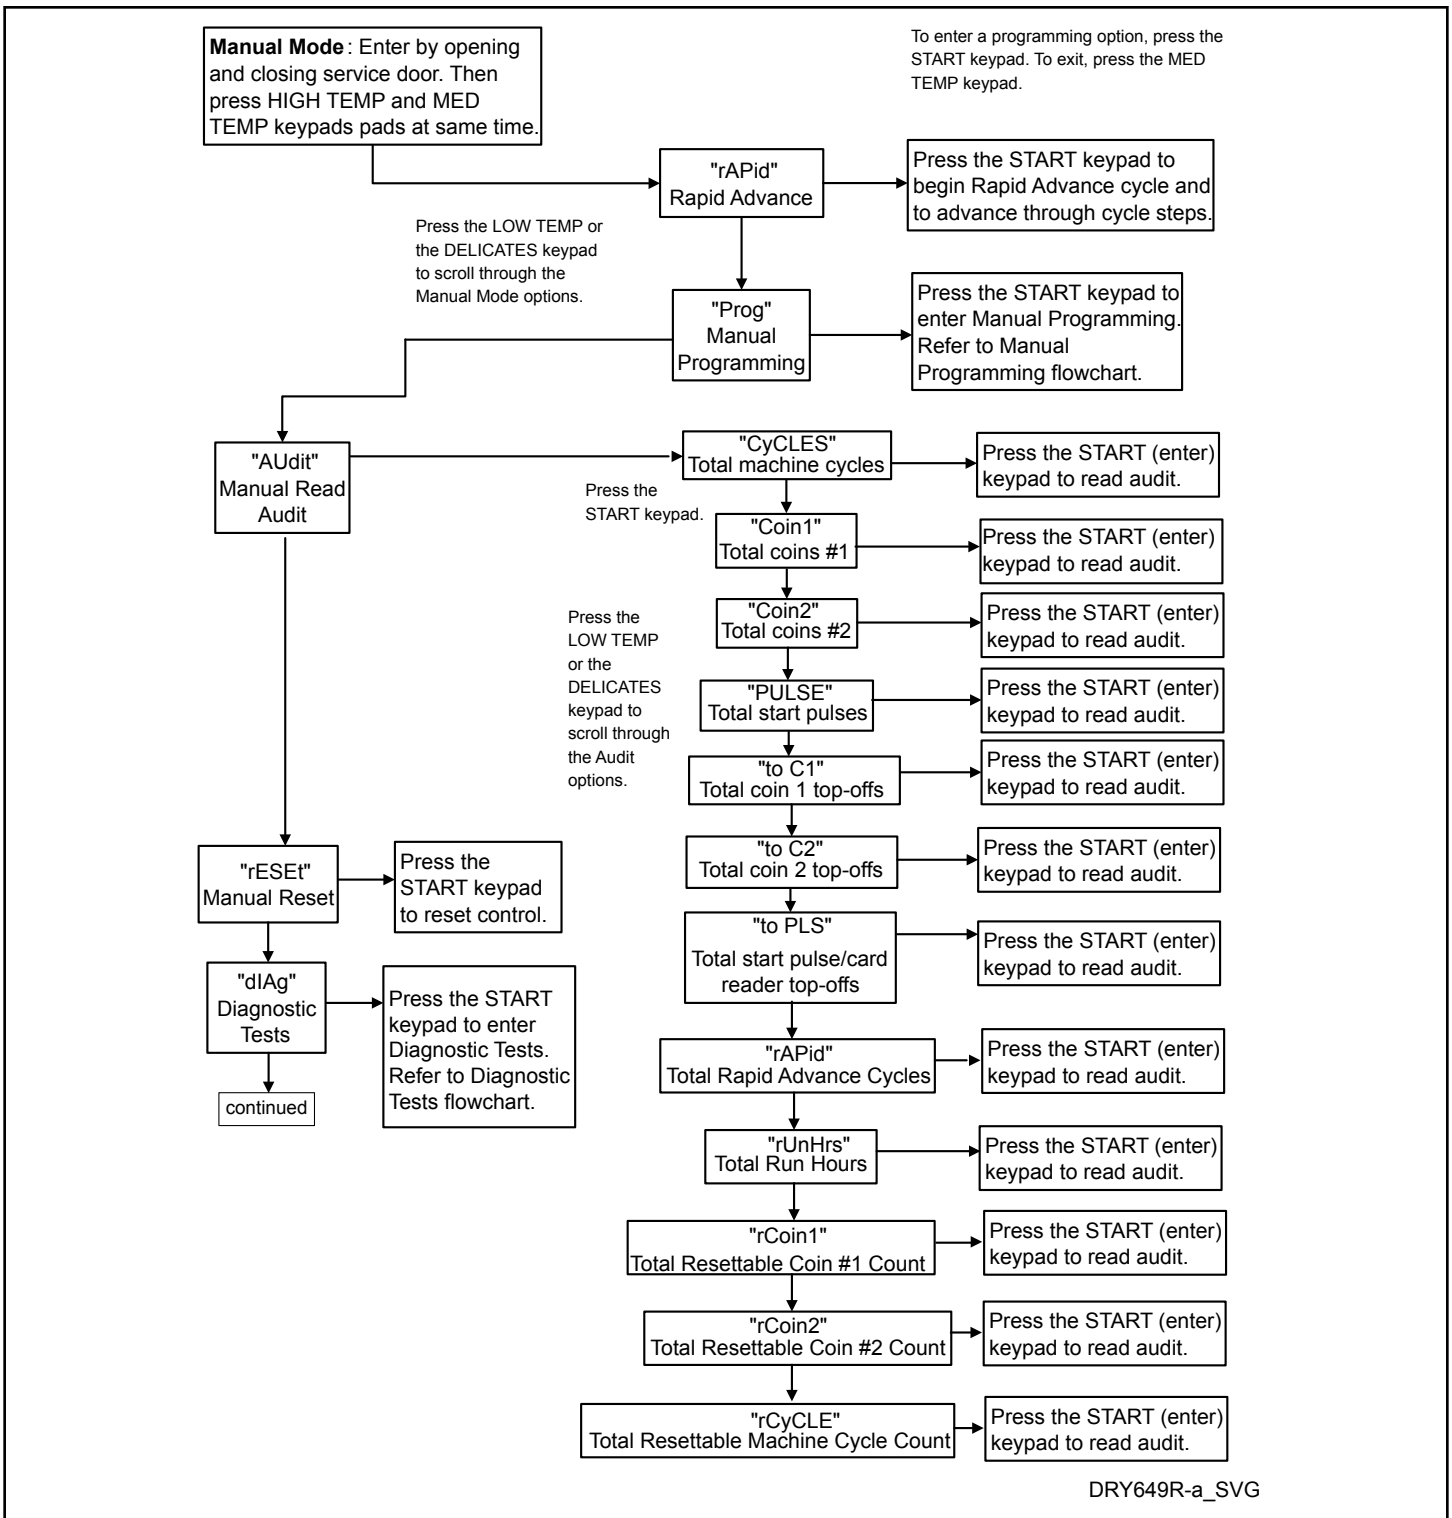 Manual Mode: Enter by opening
and closing service door. Then
press HIGH TEMP and MED
TEMP keypads pads at same time.
To enter a programming option, press the
START keypad. To exit, press the MED
TEMP keypad.
"rAPid"
Rapid Advance
Press the START keypad to
begin Rapid Advance cycle and
to advance through cycle steps.
Press the LOW TEMP or
the DELICATES keypad
to scroll through the
Manual Mode options.
"Prog"
Manual
Programming
Press the START keypad to
enter Manual Programming.
Refer to Manual
Programming flowchart.
"AUdit"
Manual Read
Audit
Press the
START keypad.
"CyCLES"
Total machine cycles
Press the START (enter)
keypad to read audit.
"Coin1"
Total coins #1
Press the START (enter)
keypad to read audit.
Press the
LOW TEMP
or the
DELICATES
keypad to
scroll through
the Audit
options.
"Coin2"
Total coins #2
Press the START (enter)
keypad to read audit.
"PULSE"
Total start pulses
Press the START (enter)
keypad to read audit.
"to C1"
Total coin 1 top-offs
Press the START (enter)
keypad to read audit.
"to C2"
Total coin 2 top-offs
Press the START (enter)
keypad to read audit.
"rESEt"
Manual Reset
Press the
START keypad
to reset control.
"to PLS"
Total start pulse/card
reader top-offs
Press the START (enter)
keypad to read audit.
"dIAg"
Diagnostic
Tests
Press the START
keypad to enter
Diagnostic Tests.
Refer to Diagnostic
Tests flowchart.
continued
"rAPid"
Total Rapid Advance Cycles
Press the START (enter)
keypad to read audit.
"rUnHrs"
Total Run Hours
Press the START (enter)
keypad to read audit.
"rCoin1"
Total Resettable Coin #1 Count
Press the START (enter)
keypad to read audit.
"rCoin2"
Total Resettable Coin #2 Count
Press the START (enter)
keypad to read audit.
"rCyCLE"
Total Resettable Machine Cycle Count
Press the START (enter)
keypad to read audit.
DRY649R-a_SVG